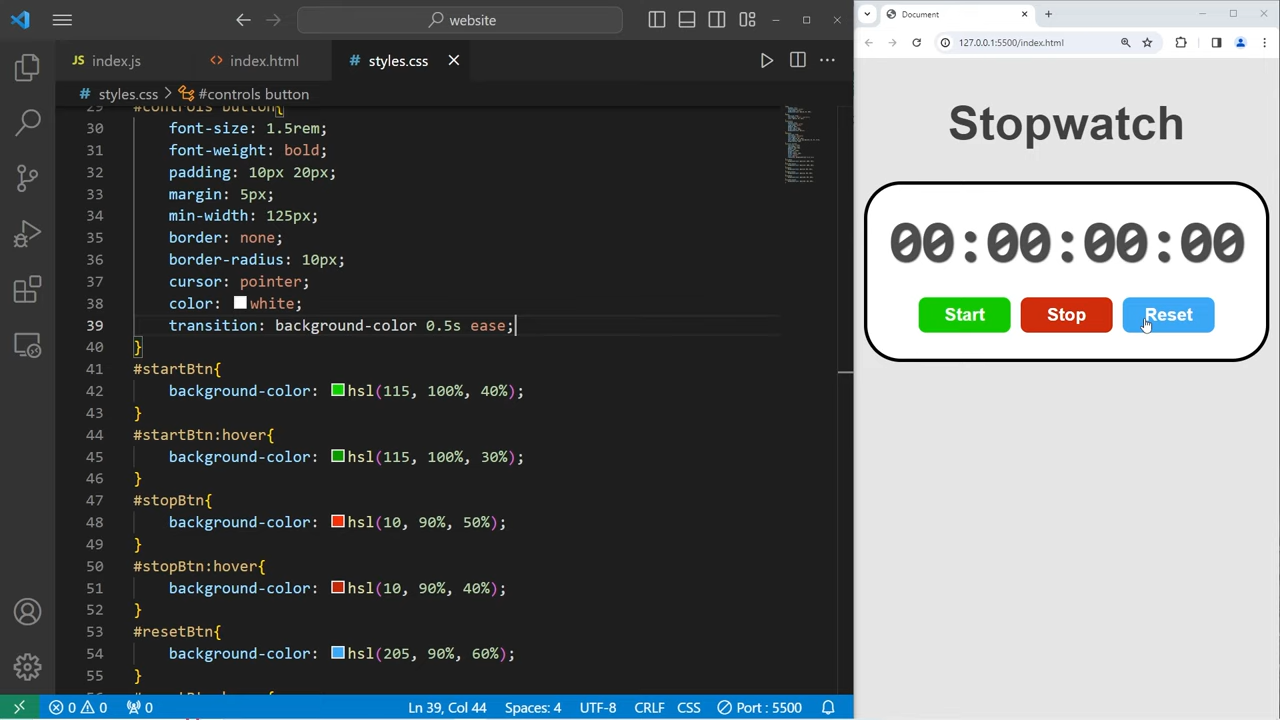 website
index.js
index.html
styles.css
styles.css > #controls button
29 #controls button{
30 font-size: 1.5rem;
31 font-weight: bold;
32 padding: 10px 20px;
33 margin: 5px;
34 min-width: 125px;
35 border: none;
36 border-radius: 10px;
37 cursor: pointer;
38 color: white;
39 transition: background-color 0.5s ease;
40 }
41 #startBtn{
42 background-color: hsl(115, 100%, 40%);
43 }
44 #startBtn:hover{
45 background-color: hsl(115, 100%, 30%);
46 }
47 #stopBtn{
48 background-color: hsl(10, 90%, 50%);
49 }
50 #stopBtn:hover{
51 background-color: hsl(10, 90%, 40%);
52 }
53 #resetBtn{
54 background-color: hsl(205, 90%, 60%);
55 }
0 0 0
Ln 39, Col 44
Spaces: 4
UTF-8
CRLF
CSS
Port : 5500
Document
127.0.0.1:5500/index.html
Stopwatch
00:00:00:00
Start Stop Reset